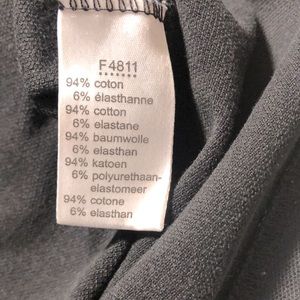 F4811
94% coton
6% élasthanne
94% cotton
6% elastane
94% baumwolle
6% elasthan
94% katoen
6% polyurethaan-
elastomeer
94% cotone
6% elasthan